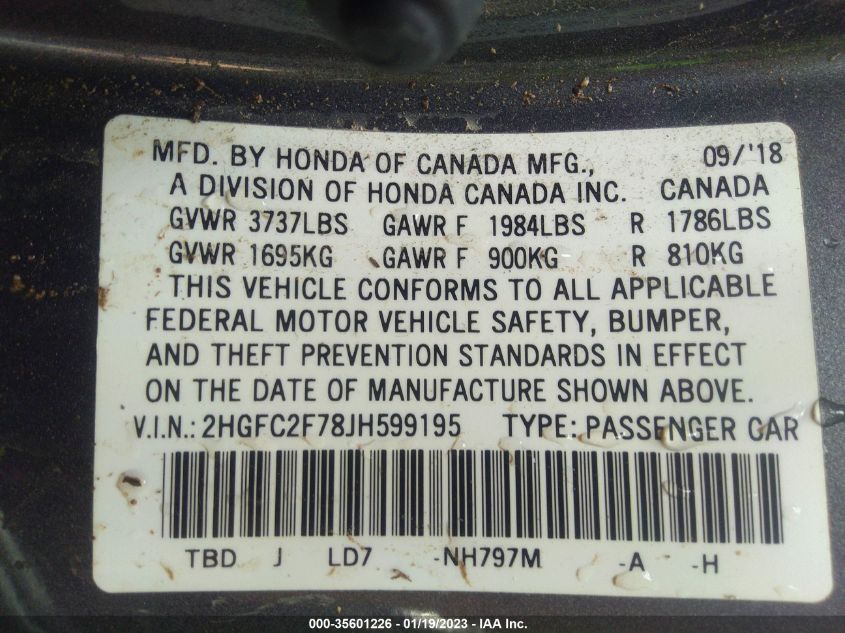 MFD. BY HONDA OF CANADA MFG., 09/'18
A DIVISION OF HONDA CANADA INC. CANADA
GVWR 3737LBS GAWR F 1984LBS R 1786LBS
GVWR 1695KG GAWR F 900KG R 810KG
THIS VEHICLE CONFORMS TO ALL APPLICABLE
FEDERAL MOTOR VEHICLE SAFETY, BUMPER,
AND THEFT PREVENTION STANDARDS IN EFFECT
ON THE DATE OF MANUFACTURE SHOWN ABOVE.
V.I.N.: 2HGFC2F78JH599195 TYPE: PASSENGER CAR
TBD J LD7 -NH797M -A -H
000-35601226 - 01/19/2023 - IAA Inc.